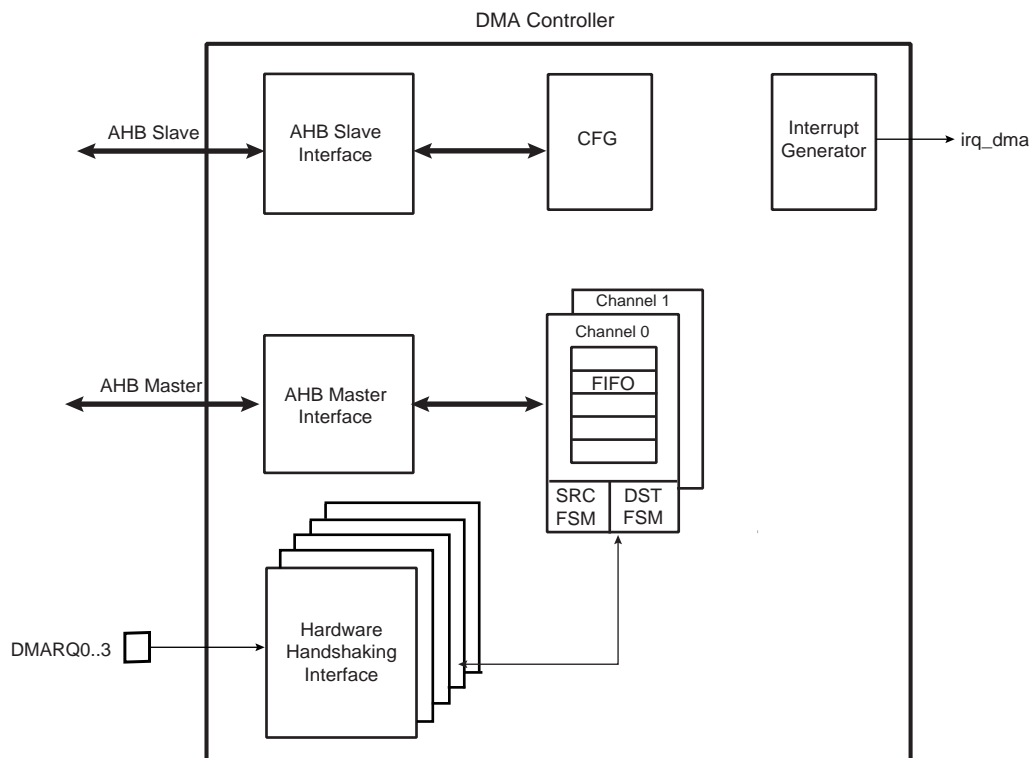 DMA Controller
AHB Slave
AHB Slave
Interface
CFG
Interrupt
Generator
irq_dma
Channel 1
Channel 0
FIFO
AHB Master
AHB Master
Interface
SRC
FSM
DST
FSM
DMARQ0..3
Hardware
Handshaking
Interface